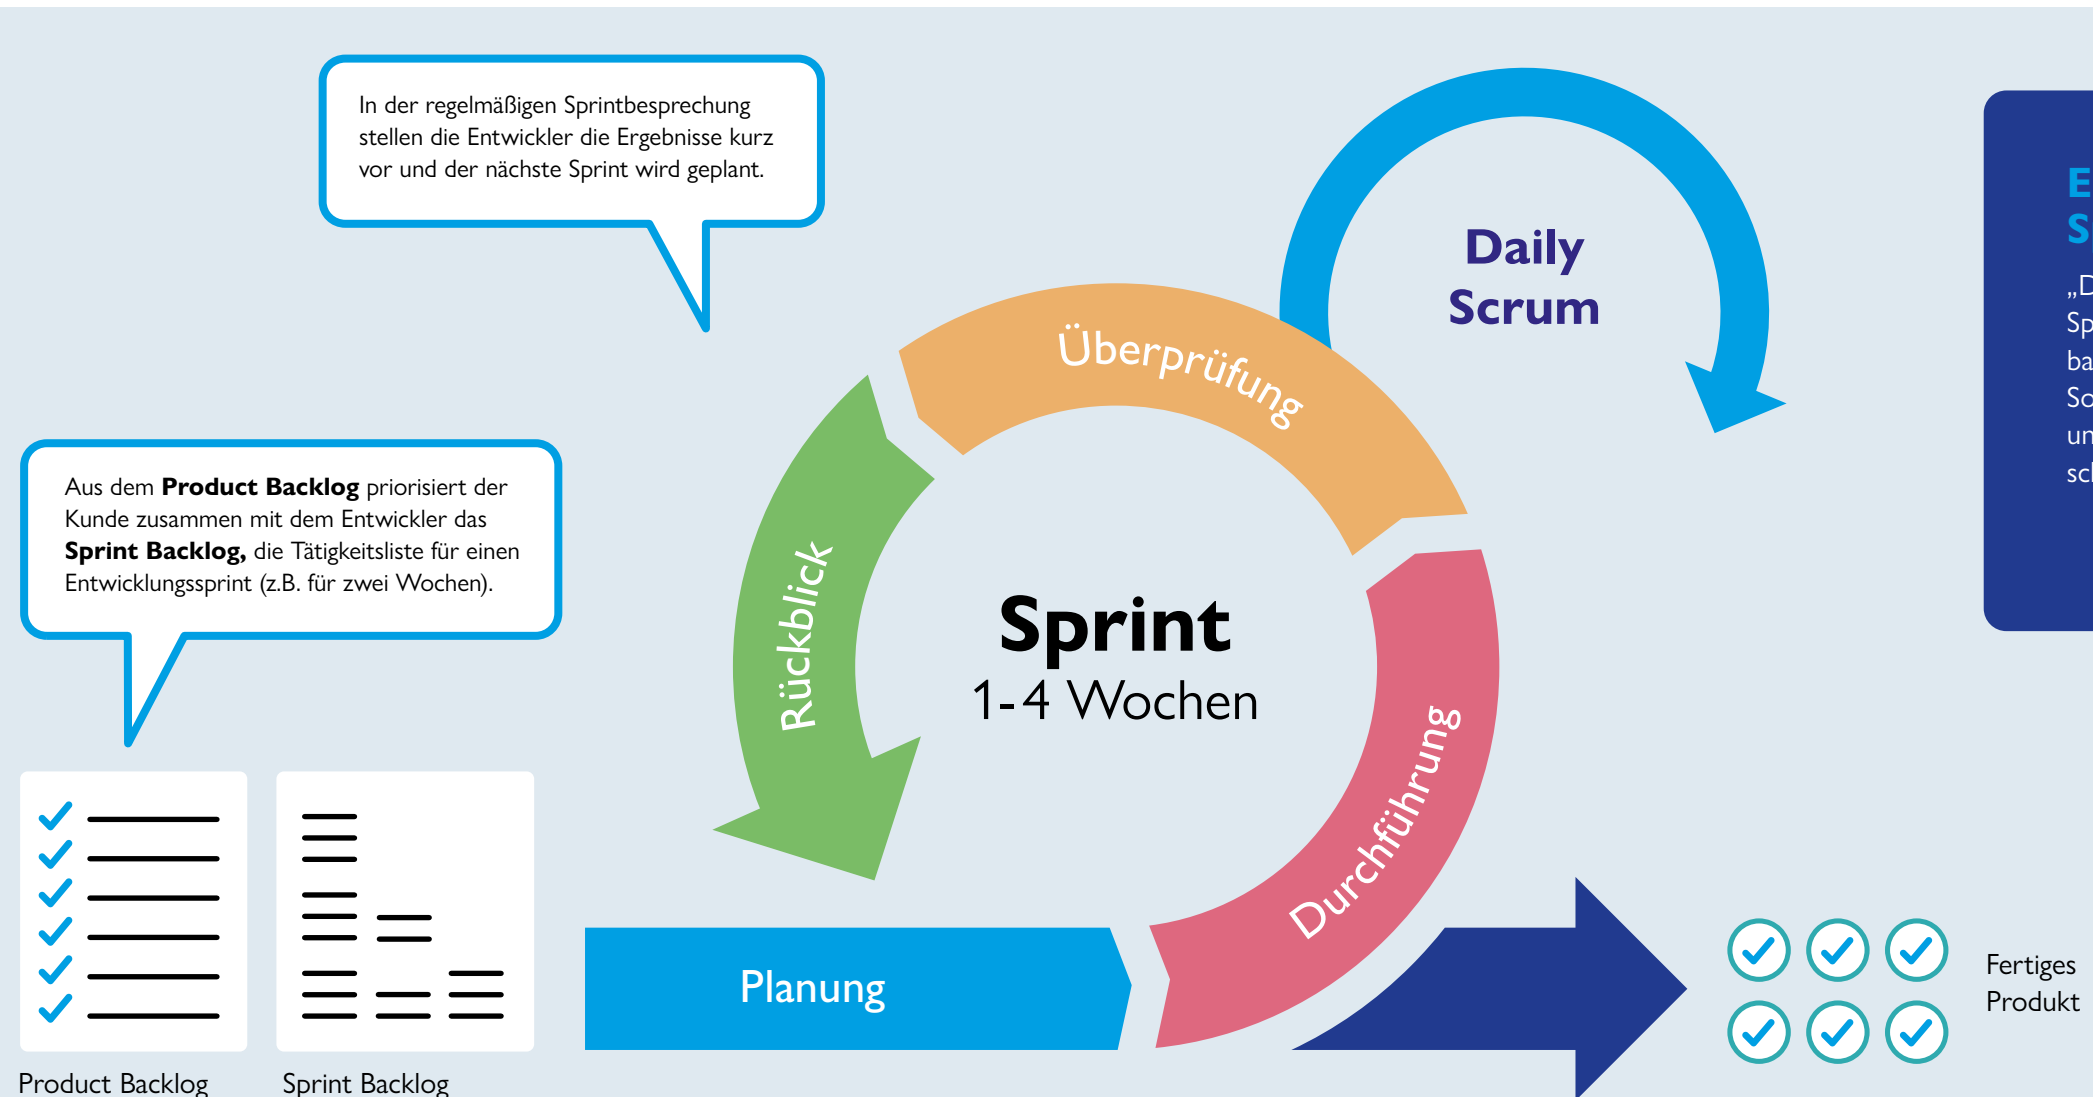 In der regelmäßigen Sprintbesprechung
stellen die Entwickler die Ergebnisse kurz
vor und der nächste Sprint wird geplant.
Daily
Scrum
Aus dem Product Backlog priorisiert der
Kunde zusammen mit dem Entwickler das
Sprint Backlog, die Tätigkeitsliste für einen
Entwicklungssprint (z.B. für zwei Wochen).
Überprüfung
Rückblick
Sprint
1-4 Wochen
Durchführung
Planung
Fertiges
Produkt
Product Backlog
Sprint Backlog